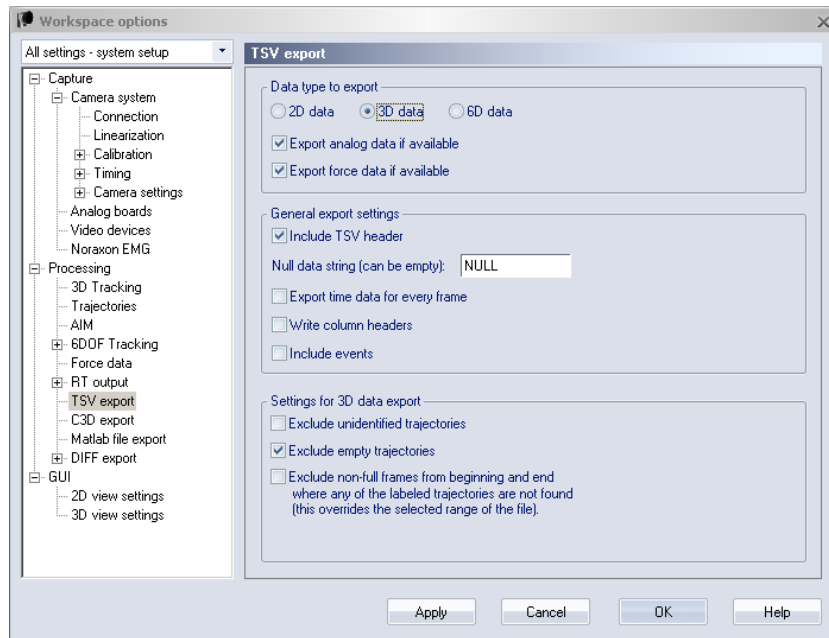 Workspace options
All settings - system setup
Capture
Camera system
Connection
Linearization
Calibration
Timing
Camera settings
Analog boards
Video devices
Noraxon EMG
Processing
3D Tracking
Trajectories
AIM
6DOF Tracking
Force data
RT output
TSV export
C3D export
Matlab file export
DIFF export
GUI
2D view settings
3D view settings
TSV export
Data type to export
2D data 3D data 6D data
Export analog data if available
Export force data if available
General export settings
Include TSV header
Null data string (can be empty): NULL
Export time data for every frame
Write column headers
Include events
Settings for 3D data export
Exclude unidentified trajectories
Exclude empty trajectories
Exclude non-full frames from beginning and end
where any of the labeled trajectories are not found
(this overrides the selected range of the file).
Apply Cancel OK Help